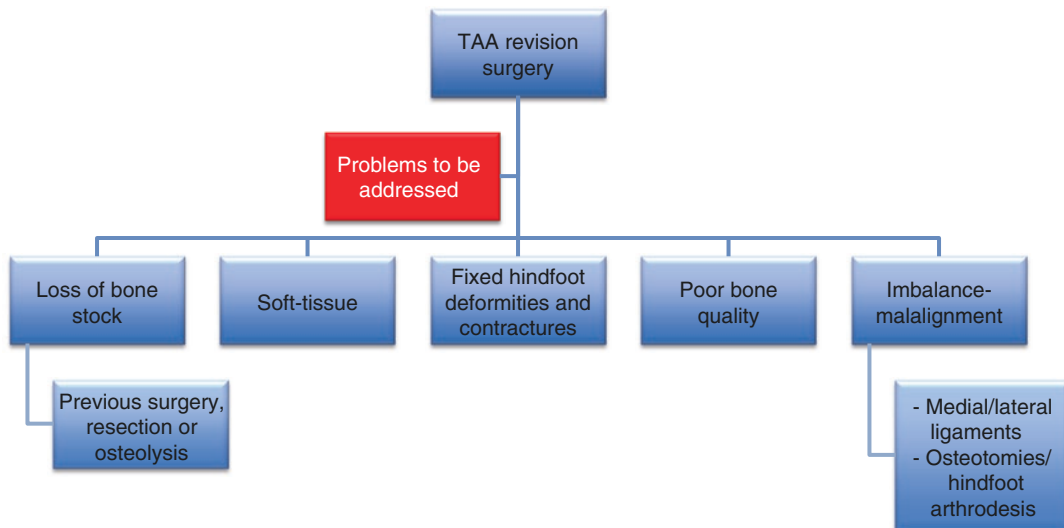 TAA revision
surgery
Problems to be
addressed
Loss of bone
stock
Soft-tissue
Fixed hindfoot
deformities and
contractures
Poor bone
quality
Imbalance-
malalignment
Previous surgery,
resection or
osteolysis
- Medial/lateral
ligaments
- Osteotomies/
hindfoot
arthrodesis